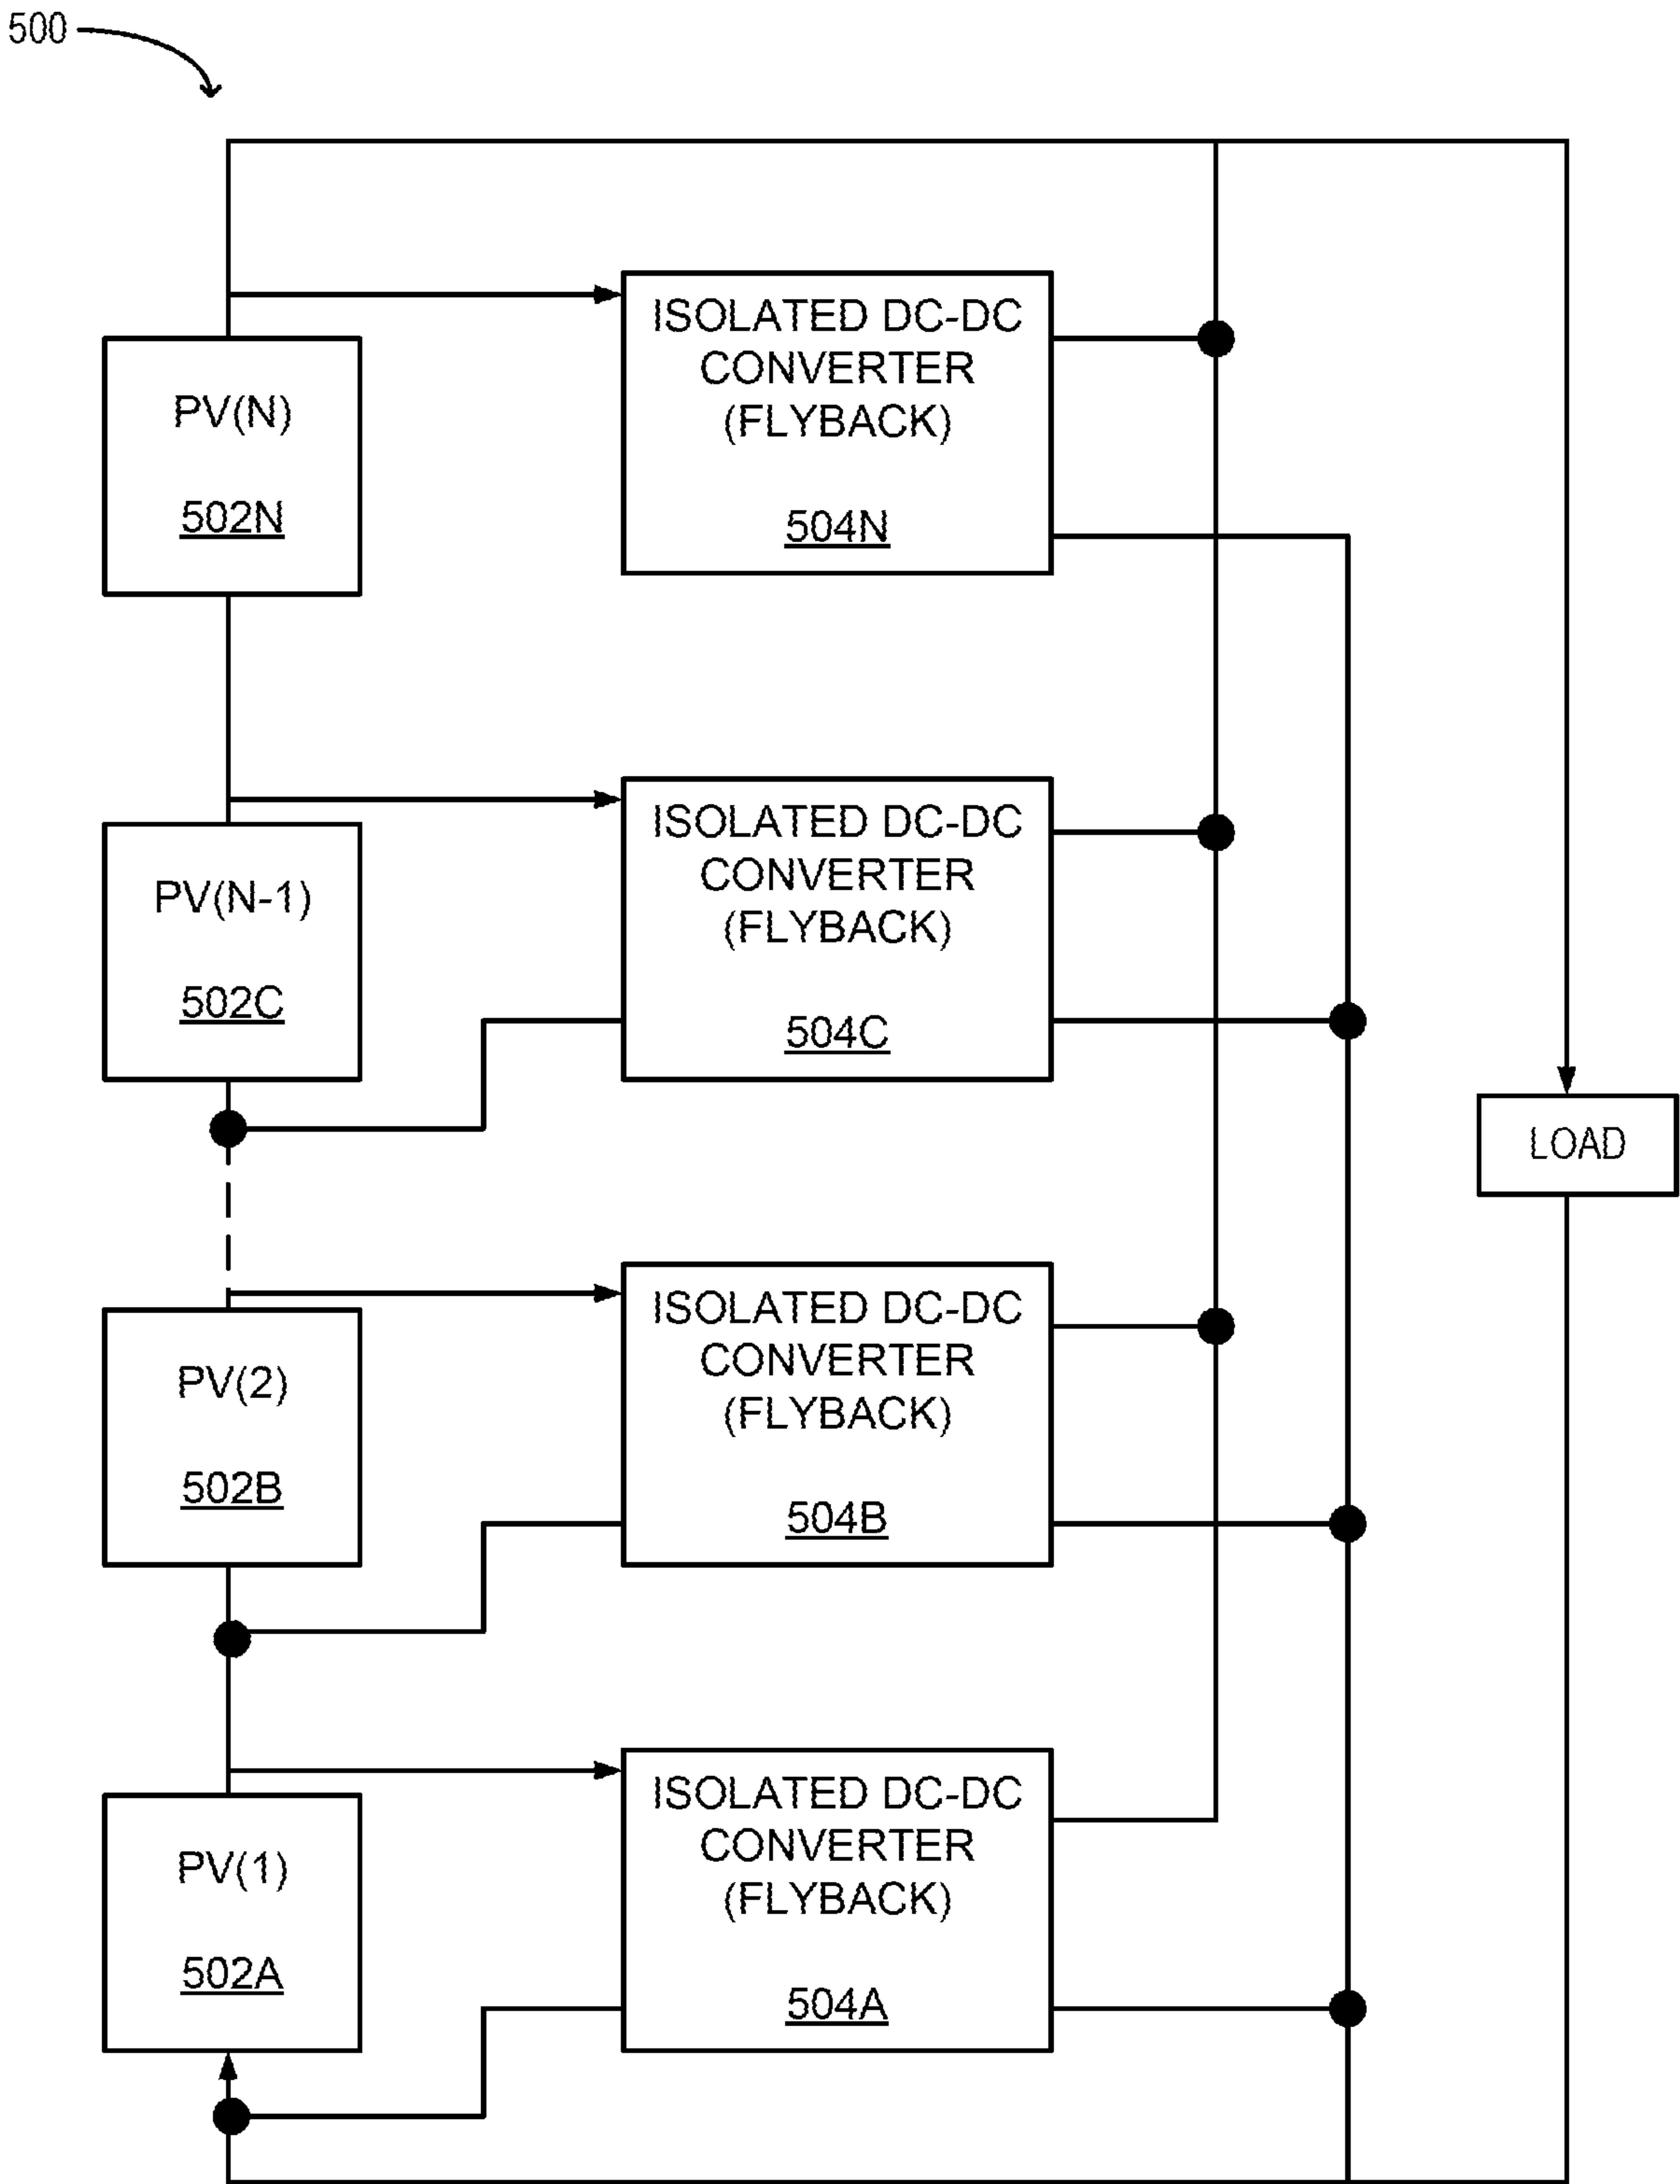 500
PV(N)
502N
ISOLATED DC-DC
CONVERTER
(FLYBACK)
504N
PV(N-1)
502C
ISOLATED DC-DC
CONVERTER
(FLYBACK)
504C
LOAD
PV(2)
502B
ISOLATED DC-DC
CONVERTER
(FLYBACK)
504B
PV(1)
502A
ISOLATED DC-DC
CONVERTER
(FLYBACK)
504A